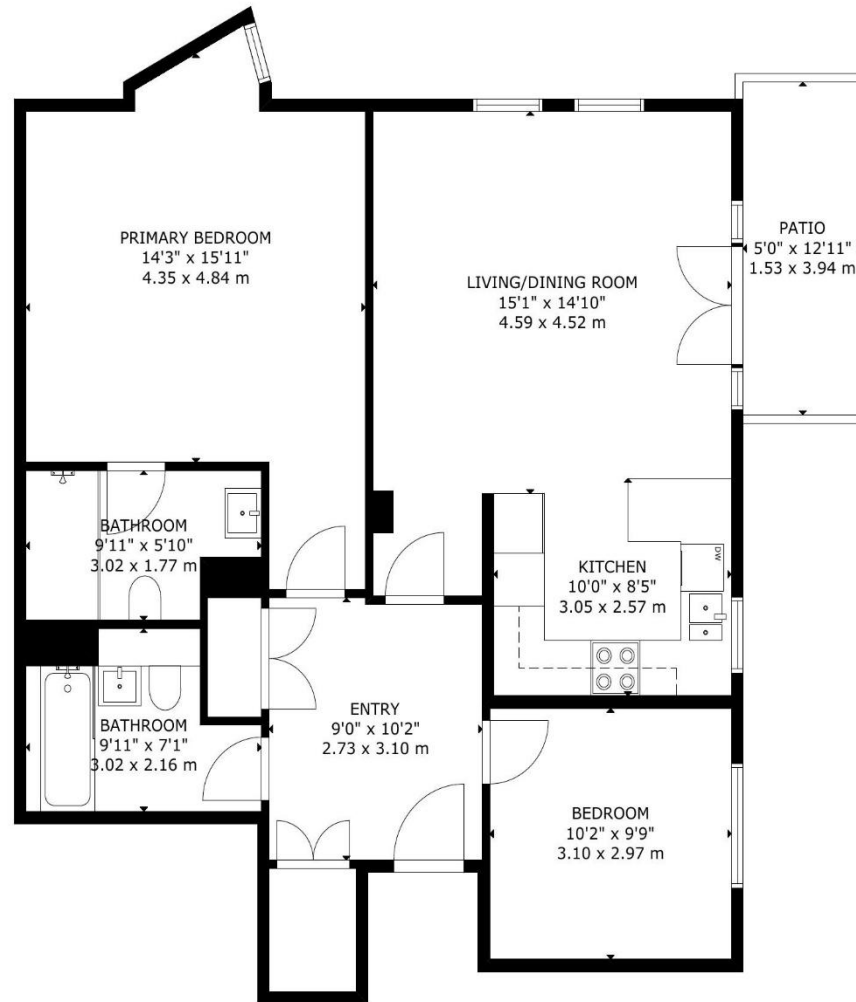 PRIMARY BEDROOM
14'3" x 15'11"
4.35 x 4.84 m
LIVING/DINING ROOM
15'1" x 14'10"
4.59 x 4.52 m
PATIO
5'0" x 12'11"
1.53 x 3.94 m
BATHROOM
9'11" x 5'10"
3.02 x 1.77 m
KITCHEN
10'0" x 8'5"
3.05 x 2.57 m
DW
BATHROOM
9'11" x 7'1"
3.02 x 2.16 m
ENTRY
9'0" x 10'2"
2.73 x 3.10 m
BEDROOM
10'2" x 9'9"
3.10 x 2.97 m